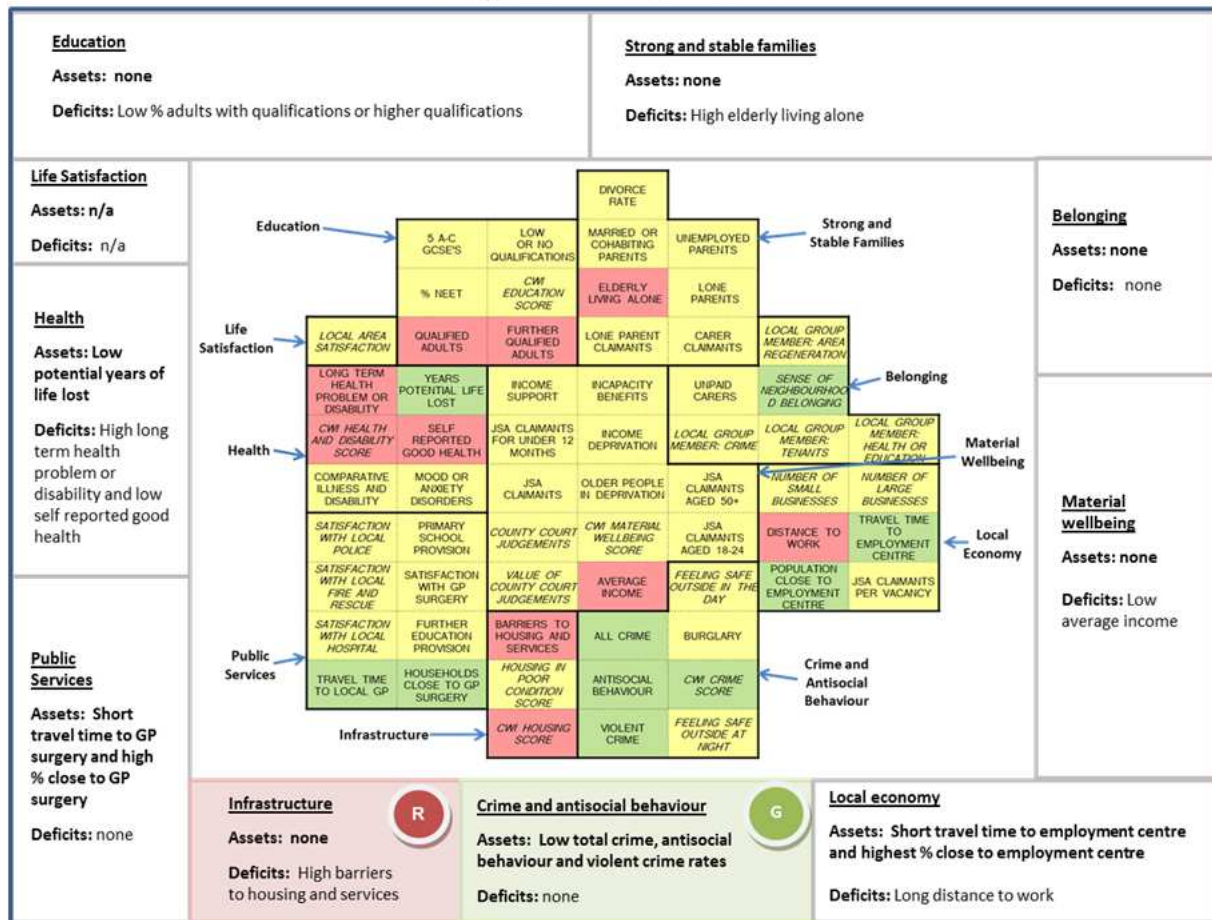 Education
Assets: none
Deficits: Low % adults with qualifications or higher qualifications
Strong and stable families
Assets: none
Deficits: High elderly living alone
Life Satisfaction
Assets: n/a
Deficits: n/a
Health
Assets: Low
potential years of
life lost
Deficits: High long
term health
problem or
disability and low
self reported good
health
Public
Services
Assets: Short
travel time to GP
surgery and high
% close to GP
surgery
Deficits: none
Education
Strong and
Stable Families
Life
Satisfaction
Belonging
Health
Material
Wellbeing
Local
Economy
Public
Services
Crime and
Antisocial
Behaviour
Infrastructure
DIVORCE
RATE
5 A-C
GCSE'S
LOW
OR NO
QUALIFICATIONS
MARRIED OR
COHABITING
PARENTS
UNEMPLOYED
PARENTS
% NEET
CWI
EDUCATION
SCORE
ELDERLY
LIVING ALONE
LONE
PARENTS
LOCAL AREA
SATISFACTION
QUALIFIED
ADULTS
FURTHER
QUALIFIED
ADULTS
LONE PARENT
CLAIMANTS
CARER
CLAIMANTS
LOCAL GROUP
MEMBER: AREA
REGENERATION
LONG TERM
HEALTH
PROBLEM OR
DISABILITY
YEARS
POTENTIAL LIFE
LOST
INCOME
SUPPORT
INCAPACITY
BENEFITS
UNPAID
CARERS
SENSE OF
NEIGHBOURHOO
D BELONGING
CWI HEALTH
AND DISABILITY
SCORE
SELF
REPORTED
GOOD HEALTH
JSA CLAIMANTS
FOR UNDER 12
MONTHS
INCOME
DEPRIVATION
LOCAL GROUP
MEMBER: CRIME
LOCAL GROUP
MEMBER:
TENANTS
LOCAL GROUP
MEMBER:
HEALTH OR
EDUCATION
COMPARATIVE
ILLNESS AND
DISABILITY
MOOD OR
ANXIETY
DISORDERS
JSA
CLAIMANTS
OLDER PEOPLE
IN DEPRIVATION
JSA
CLAIMANTS
AGED 50+
NUMBER OF
SMALL
BUSINESSES
NUMBER OF
LARGE
BUSINESSES
SATISFACTION
WITH LOCAL
POLICE
PRIMARY
SCHOOL
PROVISION
COUNTY COURT
JUDGEMENTS
CWI MATERIAL
WELLBEING
SCORE
JSA
CLAIMANTS
AGED 18-24
DISTANCE TO
WORK
TRAVEL TIME
TO
EMPLOYMENT
CENTRE
SATISFACTION
WITH LOCAL
FIRE AND
RESCUE
SATISFACTION
WITH GP
SURGERY
VALUE OF
COUNTY COURT
JUDGEMENTS
AVERAGE
INCOME
FEELING SAFE
OUTSIDE IN THE
DAY
POPULATION
CLOSE TO
EMPLOYMENT
CENTRE
JSA CLAIMANTS
PER VACANCY
SATISFACTION
WITH LOCAL
HOSPITAL
FURTHER
EDUCATION
PROVISION
BARRIERS TO
HOUSING AND
SERVICES
ALL CRIME
BURGLARY
TRAVEL TIME
TO LOCAL GP
HOUSEHOLDS
CLOSE TO GP
SURGERY
HOUSING IN
POOR
CONDITION
SCORE
ANTISOCIAL
BEHAVIOUR
CWI CRIME
SCORE
CWI HOUSING
SCORE
VIOLENT
CRIME
FEELING SAFE
OUTSIDE AT
NIGHT
Belonging
Assets: none
Deficits: none
Material
wellbeing
Assets: none
Deficits: Low
average income
Infrastructure
R
Assets: none
Deficits: High barriers
to housing and services
Crime and antisocial behaviour
G
Assets: Low total crime, antisocial
behaviour and violent crime rates
Deficits: none
Local economy
Assets: Short travel time to employment centre
and highest % close to employment centre
Deficits: Long distance to work